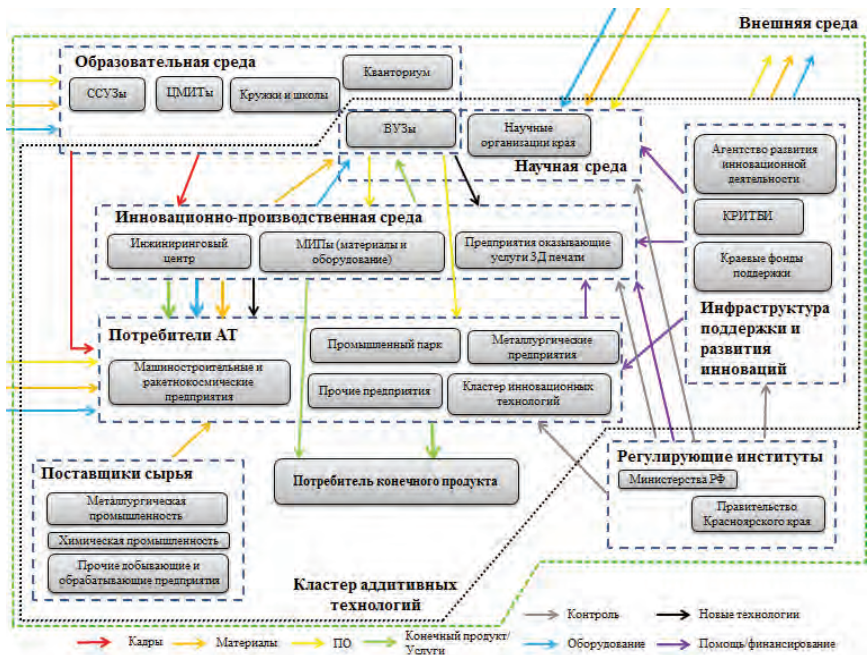 Внешняя среда
Образовательная среда
Кванториум
ССУЗы
ЦМИТы
Кружки и школы
ВУЗы
Научные
организации края
Научная среда
Агентство развития
инновационной
деятельности
КРИТБИ
Краевые фонды
поддержки
Инфраструктура
поддержки и
развития
инноваций
Инновационно-производственная среда
Инжиниринговый
центр
МИПы (материалы и
оборудование)
Предприятия оказывающие
услуги 3Д печати
Потребители АТ
Промышленный парк
Металлургические
предприятия
Машиностроительные и
ракетнокосмические
предприятия
Прочие предприятия
Кластер инновационных
технологий
Поставщики сырья
Металлургическая
промышленность
Химическая промышленность
Прочие добывающие и
обрабатывающие предприятия
Потребитель конечного продукта
Регулирующие институты
Министерства РФ
Правительство
Красноярского края
Кластер аддитивных
технологий
Контроль
Новые технологии
Кадры
Материалы
ПО
Конечный продукт/
Услуги
Оборудование
Помощь/финансирование